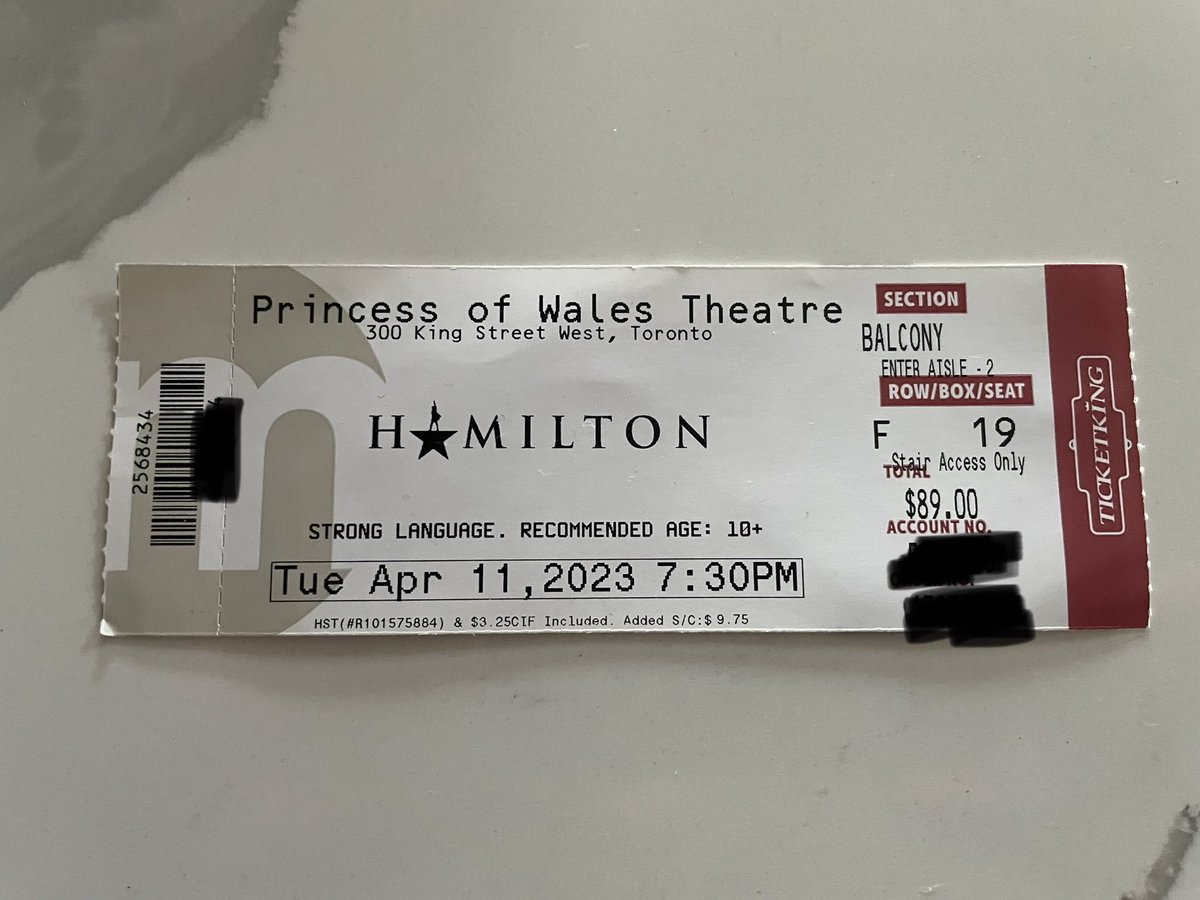 Princess of Wales Theatre
300 King Street West, Toronto
HAMILTON
STRONG LANGUAGE. RECOMMENDED AGE: 10+
Tue Apr 11,2023 7:30PM
HST(#R101575884) & $3.25CIF Included. Added S/C:$ 9.75
2568434
SECTION
BALCONY
ENTER AISLE - 2
ROW/BOX/SEAT
F 19
Stair Access Only
TOTAL
$89.00
ACCOUNT NO.
TICKETKING
m